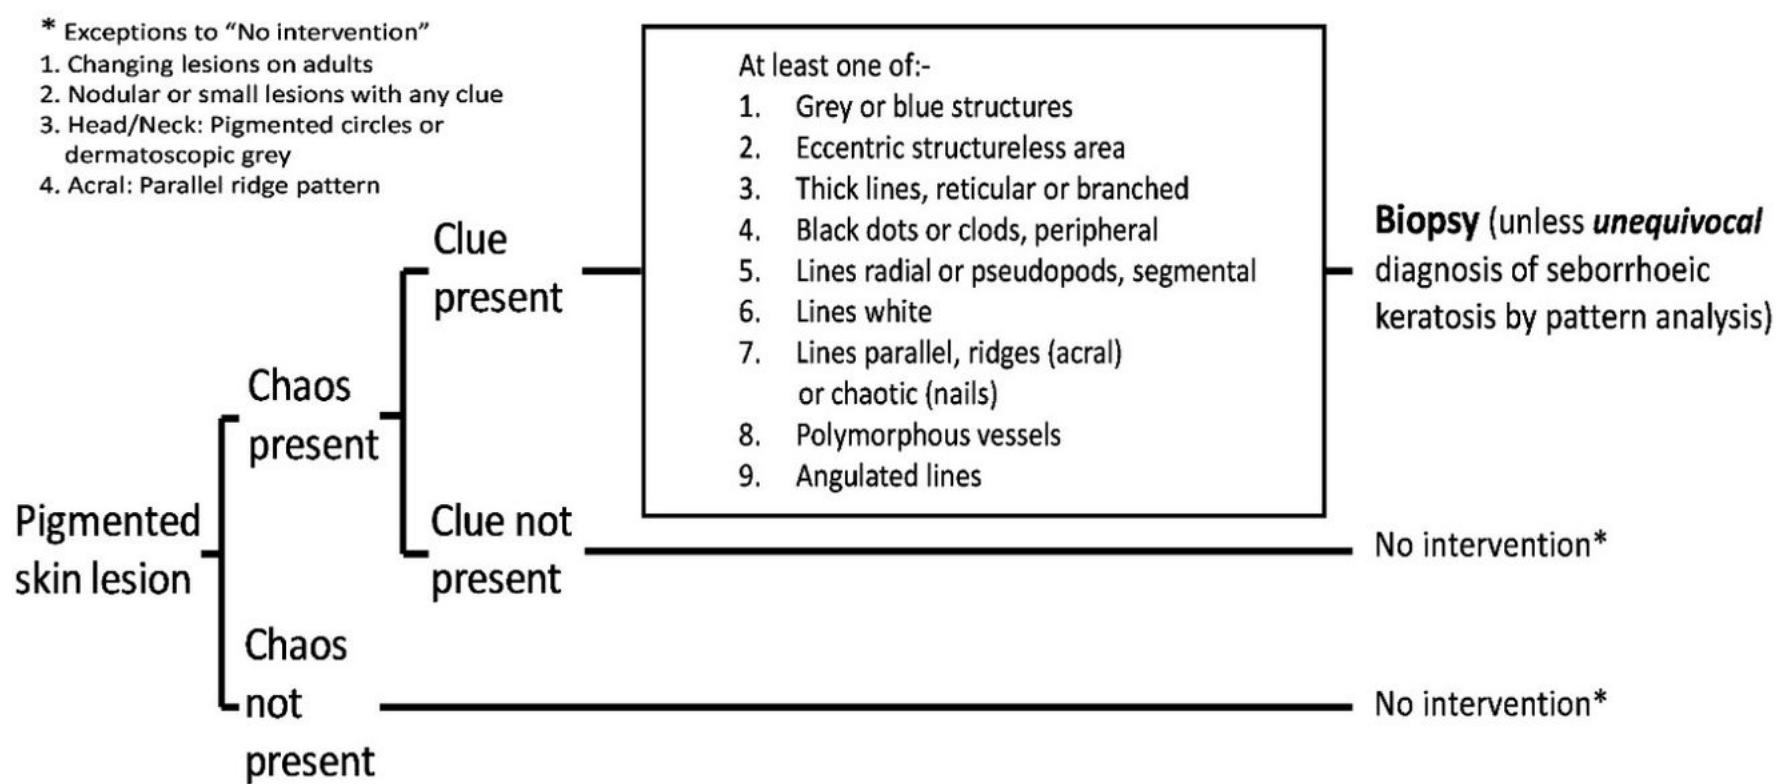 * Exceptions to “No intervention”
1. Changing lesions on adults
2. Nodular or small lesions with any clue
3. Head/Neck: Pigmented circles or
dermatoscopic grey
4. Acral: Parallel ridge pattern
Pigmented
skin lesion
Chaos
present
Clue
present
At least one of:-
1. Grey or blue structures
2. Eccentric structureless area
3. Thick lines, reticular or branched
4. Black dots or clods, peripheral
5. Lines radial or pseudopods, segmental
6. Lines white
7. Lines parallel, ridges (acral)
or chaotic (nails)
8. Polymorphous vessels
9. Angulated lines
Biopsy (unless unequivocal
diagnosis of seborrhoeic
keratosis by pattern analysis)
Clue not
present
No intervention*
Chaos
not
present
No intervention*